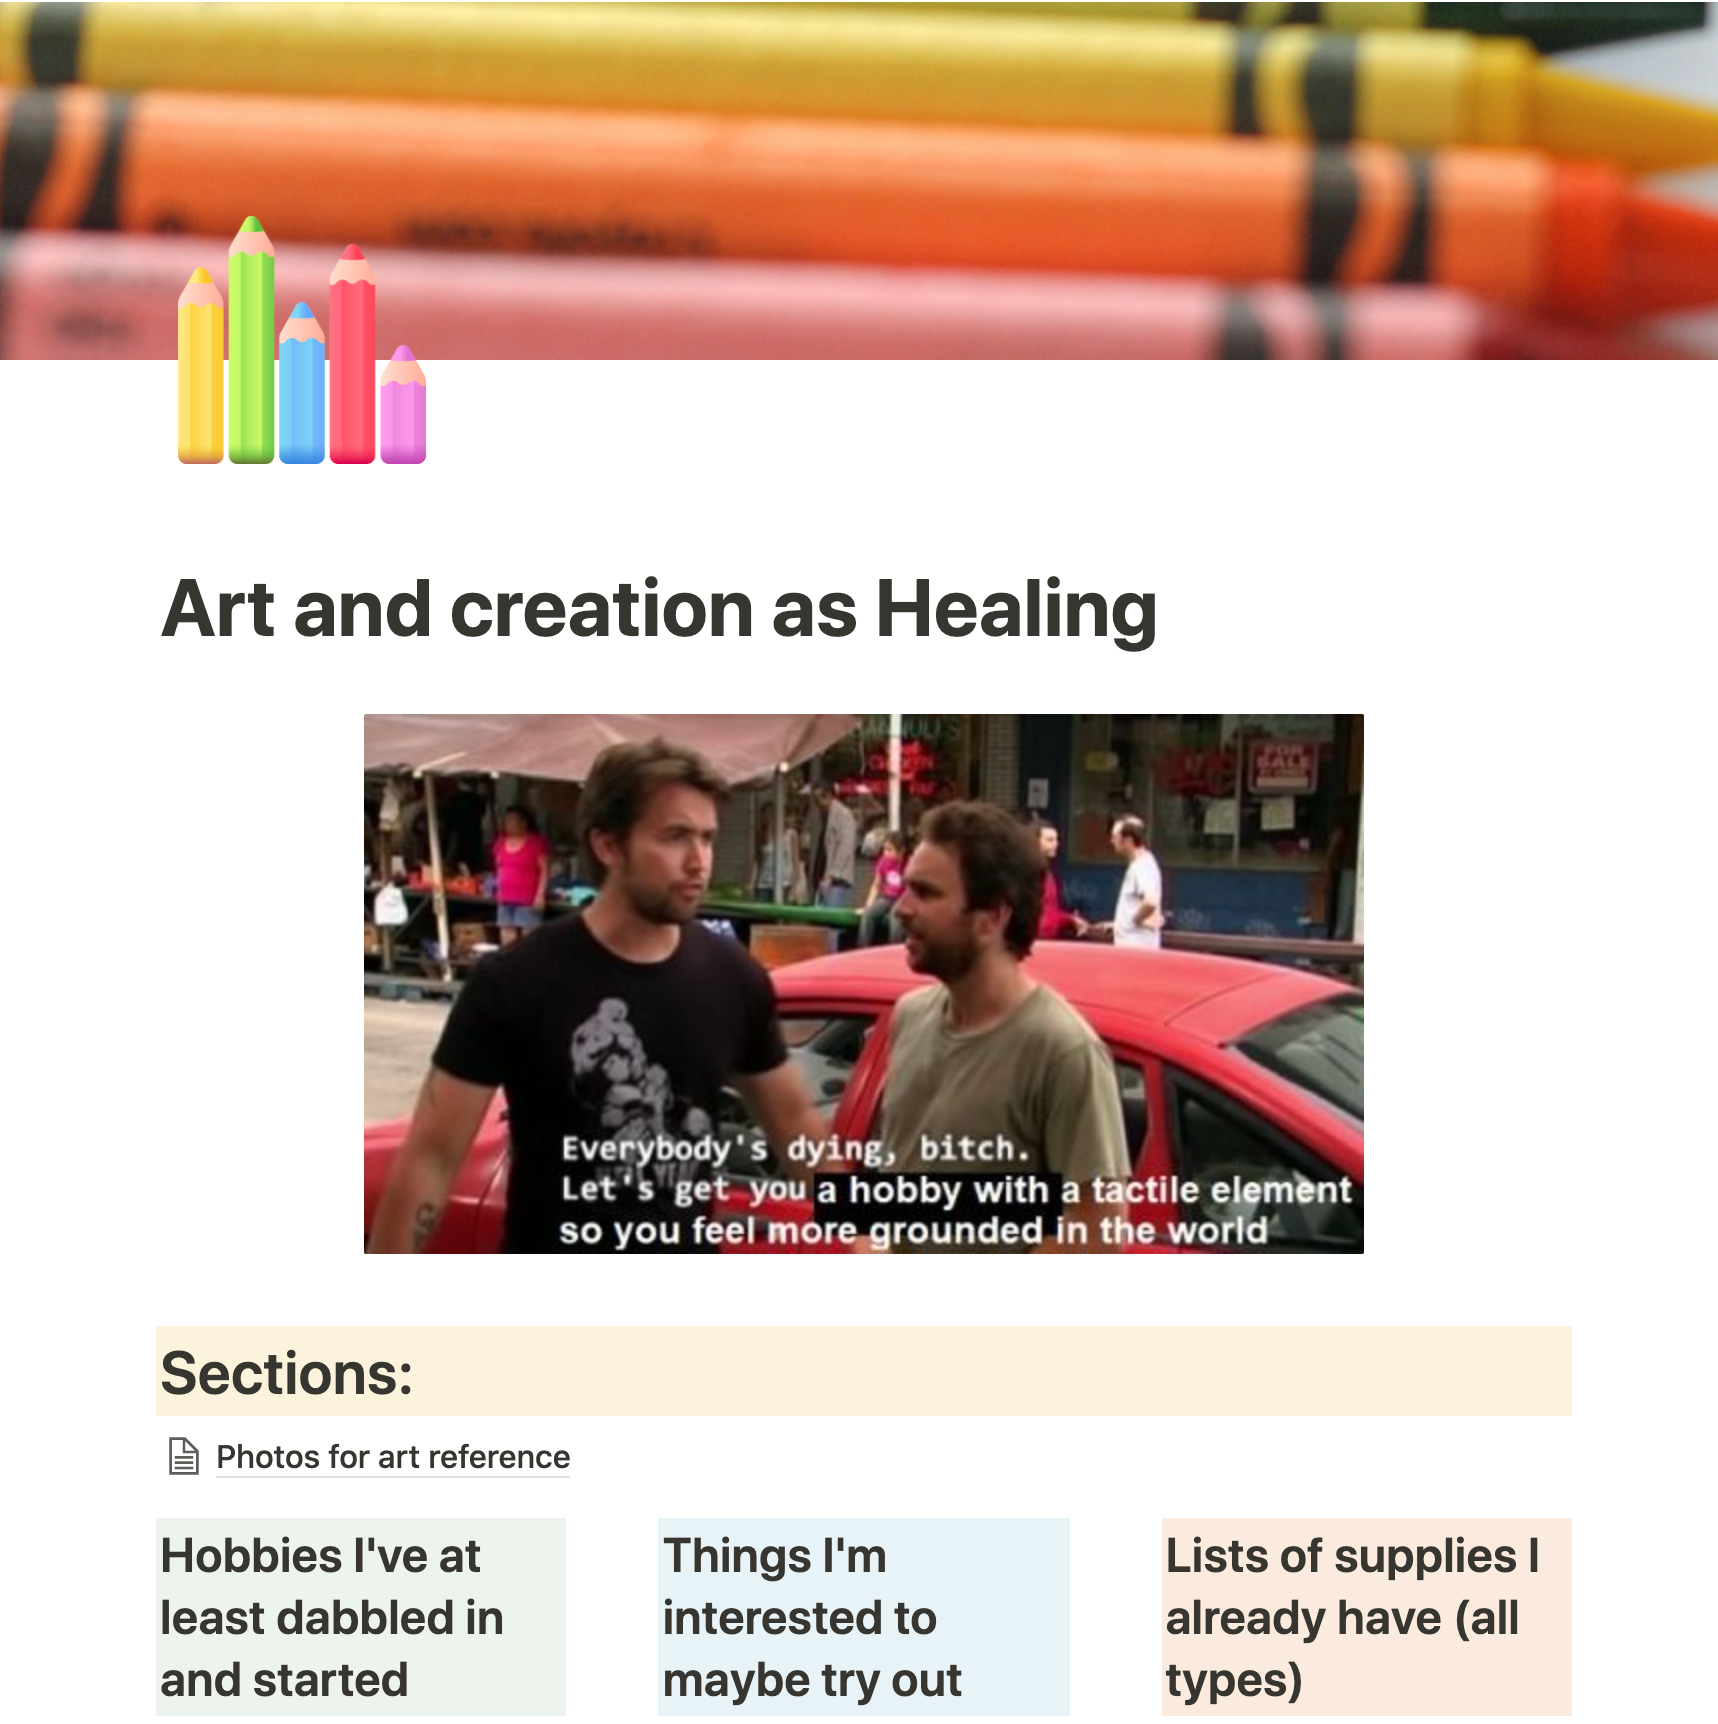 Art and creation as Healing
FOR
SALE
Everybody's dying, bitch.
Let's get you a hobby with a tactile element
so you feel more grounded in the world
Sections:
Photos for art reference
Hobbies I've at
least dabbled in
and started
Things I'm
interested to
maybe try out
Lists of supplies I
already have (all
types)